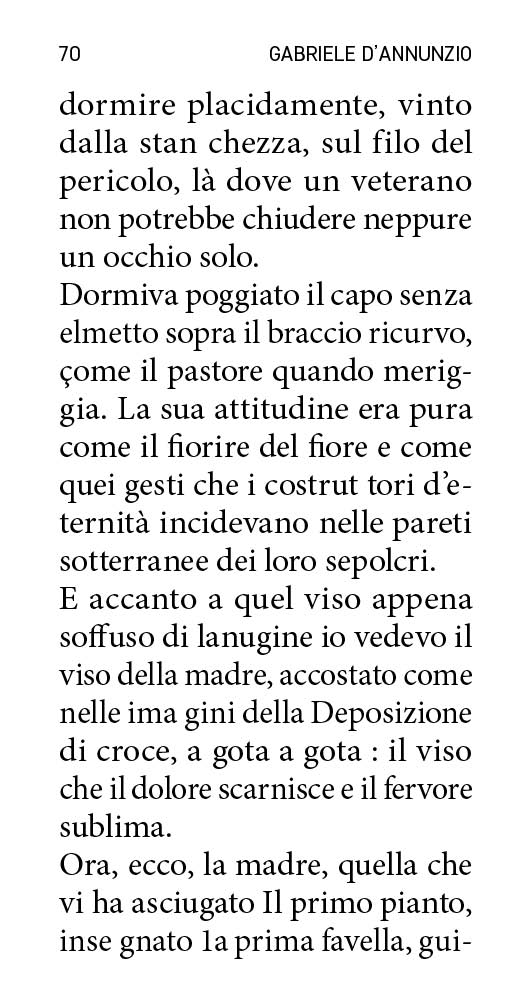 70 GABRIELE D’ANNUNZIO
dormire placidamente, vinto
dalla stan chezza, sul filo del
pericolo, là dove un veterano
non potrebbe chiudere neppure
un occhio solo.
Dormiva poggiato il capo senza
elmetto sopra il braccio ricurvo,
çome il pastore quando merig-
gia. La sua attitudine era pura
come il fiorire del fiore e come
quei gesti che i costrut tori d’e-
ternità incidevano nelle pareti
sotterranee dei loro sepolcri.
E accanto a quel viso appena
soffuso di lanugine io vedevo il
viso della madre, accostato come
nelle ima gini della Deposizione
di croce, a gota a gota : il viso
che il dolore scarnisce e il fervore
sublima.
Ora, ecco, la madre, quella che
vi ha asciugato Il primo pianto,
inse gnato 1a prima favella, gui-